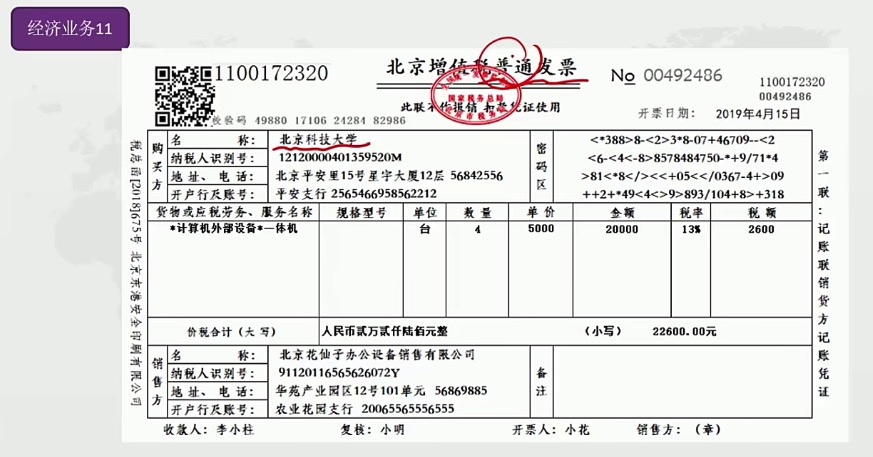 经济业务11
1100172320
北京增值税普通发票
No 00492486
1100172320
00492486
国家税务总局
此联不作报销 扣税凭证使用
校验码 49880 17106 24284 82986
开票日期: 2019年4月15日
税总函[2018]675号 北京东港安全印刷有限公司
购买方
名 称: 北京科技大学
纳税人识别号: 12120000401359520M
地址、 电话: 北京平安里15号星宇大厦12层 56842556
开户行及账号: 平安支行 2565466958562212
密码区
<*388>8-<2>3*8-07+46709--<2
<6-<4<-8>8578484750-*+9/71*4
>81<*8</><<+05<</0367-4+>09
++2+*49<4<>9>893/104+8>+318
第一联:记账联销货方记账凭证
货物或应税劳务、服务名称 规格型号 单位 数量 单价 金额 税率 税额
*计算机外部设备*一体机 台 4 5000 20000 13% 2600
价税合计(大 写) 人民币贰万贰仟陆佰元整 (小写) 22600.00元
销售方
名 称: 北京花仙子办公设备销售有限公司
纳税人识别号: 91120116565626072Y
地址、 电话: 华苑产业园区12号101单元 56869885
开户行及账号: 农业花园支行 20065565556555
备注
收款人: 李小柱 复核: 小明 开票人: 小花 销售方: (章)